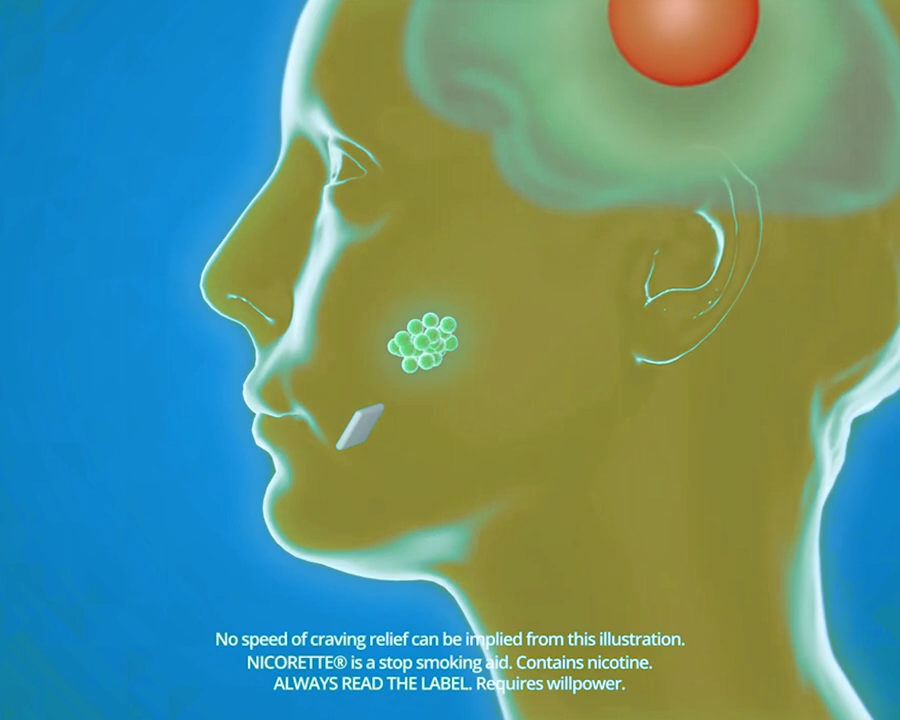 No speed of craving relief can be implied from this illustration.
NICORETTE® is a stop smoking aid. Contains nicotine.
ALWAYS READ THE LABEL. Requires willpower.